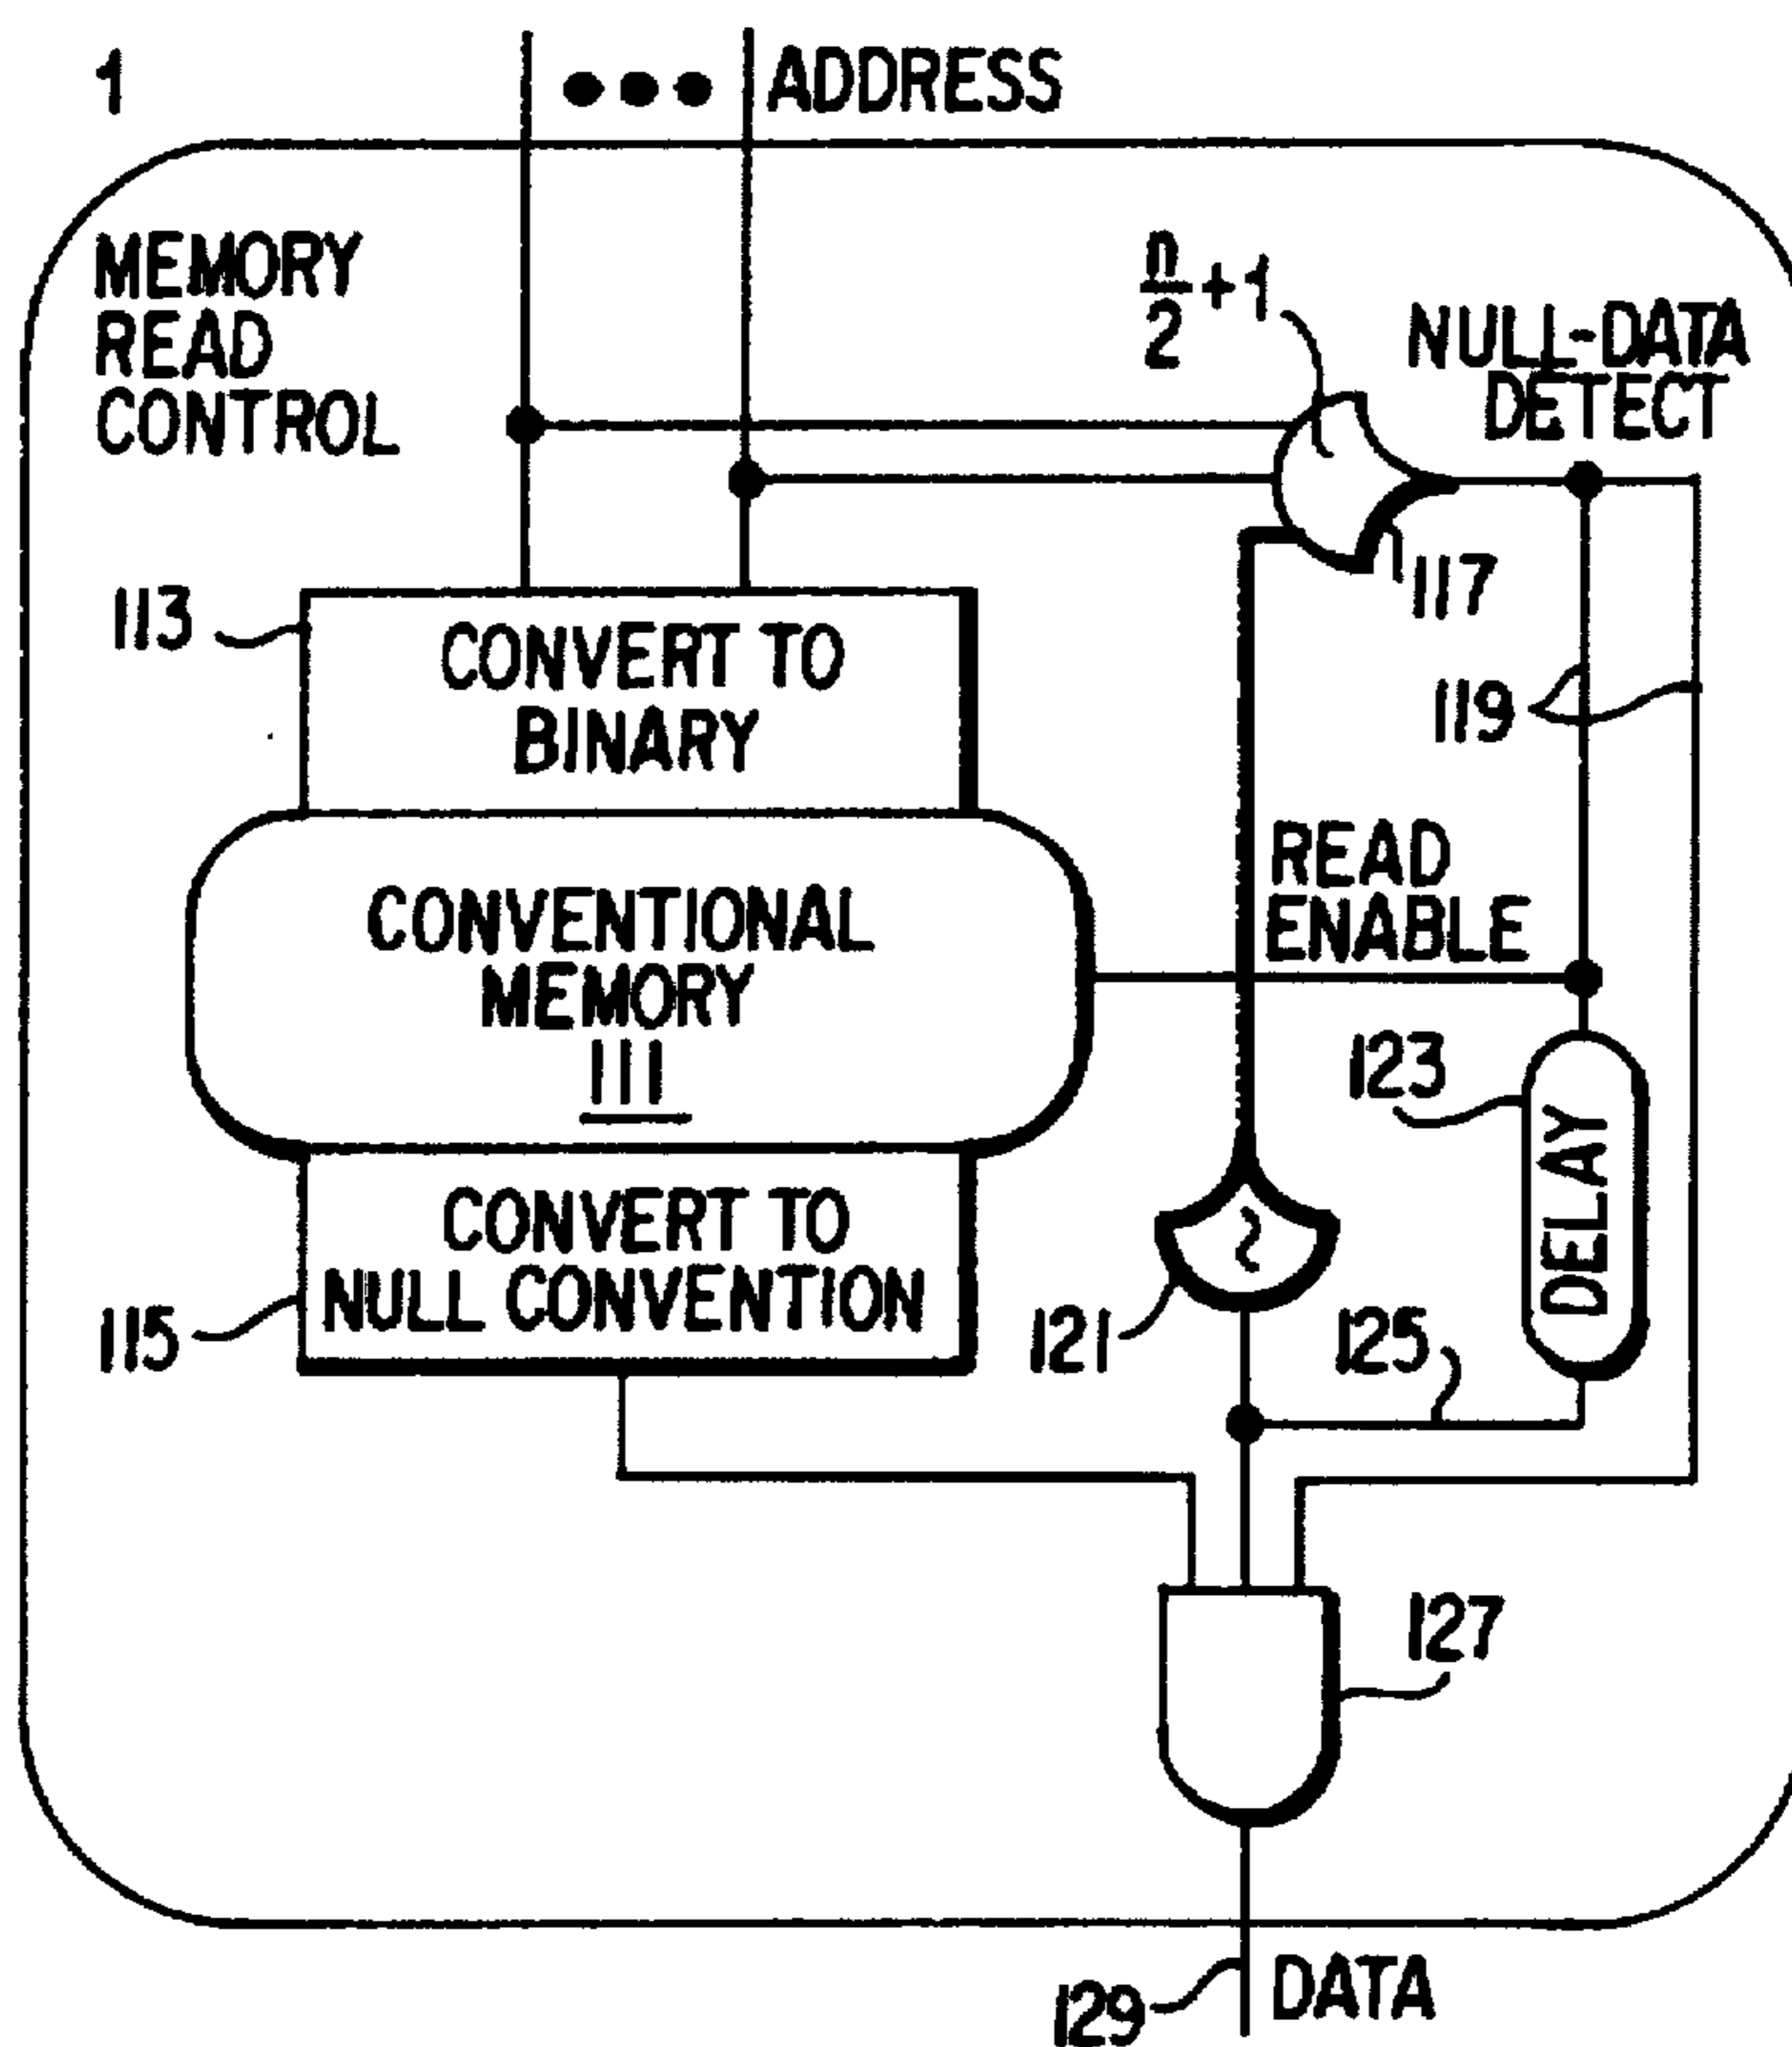 1
ADDRESS
MEMORY
READ
CONTROL
n/2 +1
NULL-DATA
DETECT
117
113
CONVERT TO
BINARY
119
READ
ENABLE
CONVENTIONAL
MEMORY
111
123
DELAY
CONVERT TO
NULL CONVENTION
115
121
125
127
129
DATA